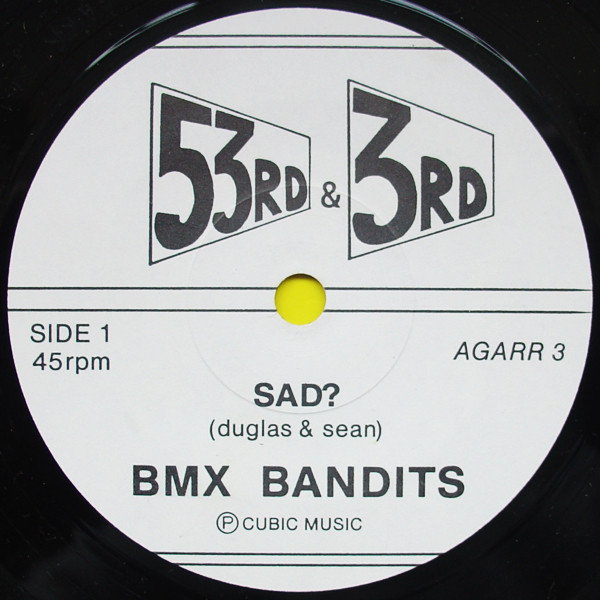 53RD & 3RD
SIDE 1
45rpm
AGARR 3
SAD?
(duglas & sean)
BMX BANDITS
Ⓟ CUBIC MUSIC